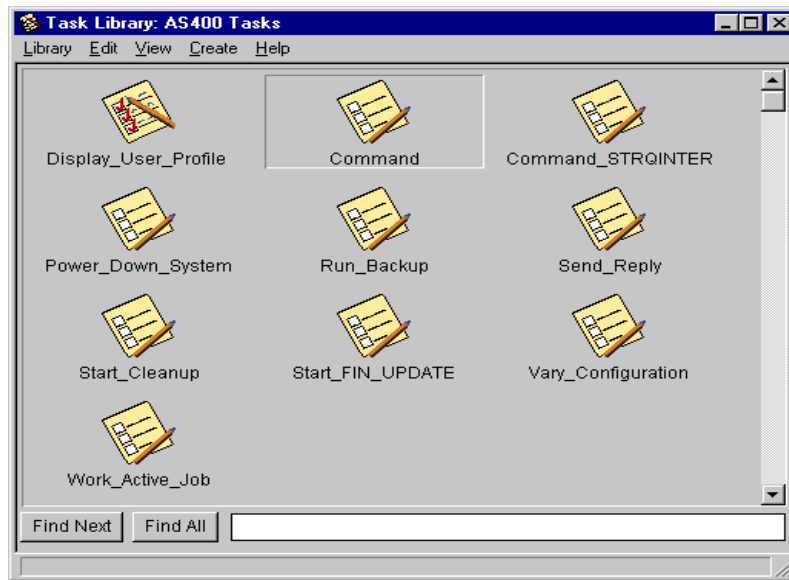 Task Library: AS400 Tasks
Library Edit View Create Help
Display_User_Profile Command Command_STRQINTER
Power_Down_System Run_Backup Send_Reply
Start_Cleanup Start_FIN_UPDATE Vary_Configuration
Work_Active_Job
Find Next Find All